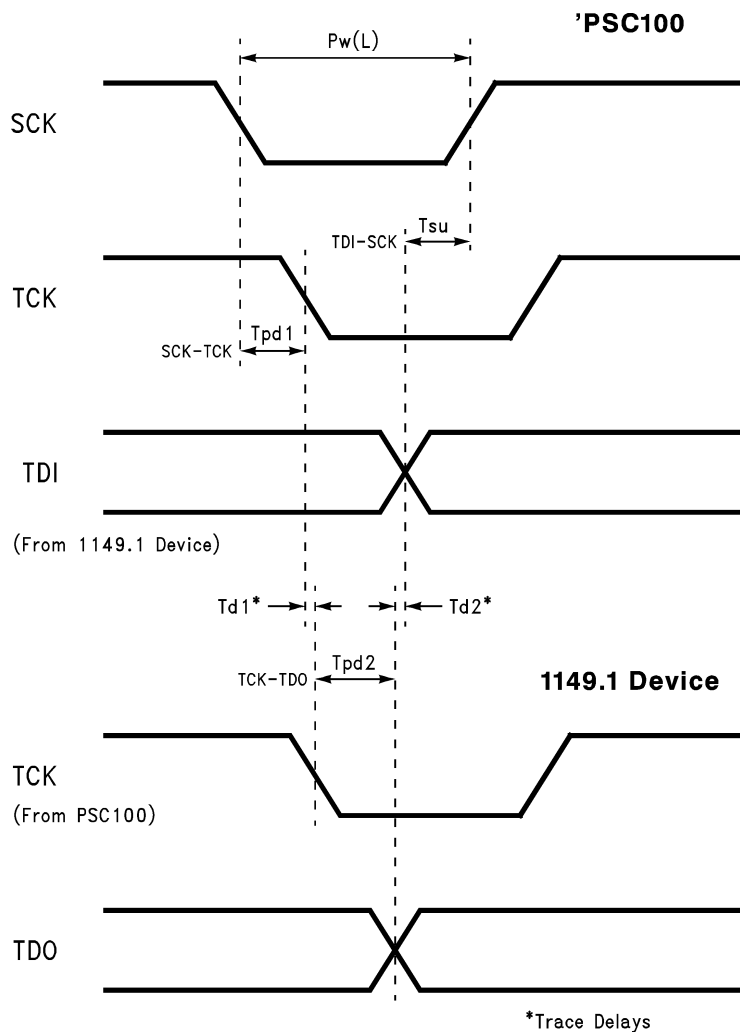 'PSC100
Pw(L)
SCK
Tsu
TDI-SCK
TCK
Tpd1
SCK-TCK
TDI
(From 1149.1 Device)
Td1* Td2*
Tpd2
TCK-TDO
1149.1 Device
TCK
(From PSC100)
TDO
*Trace Delays